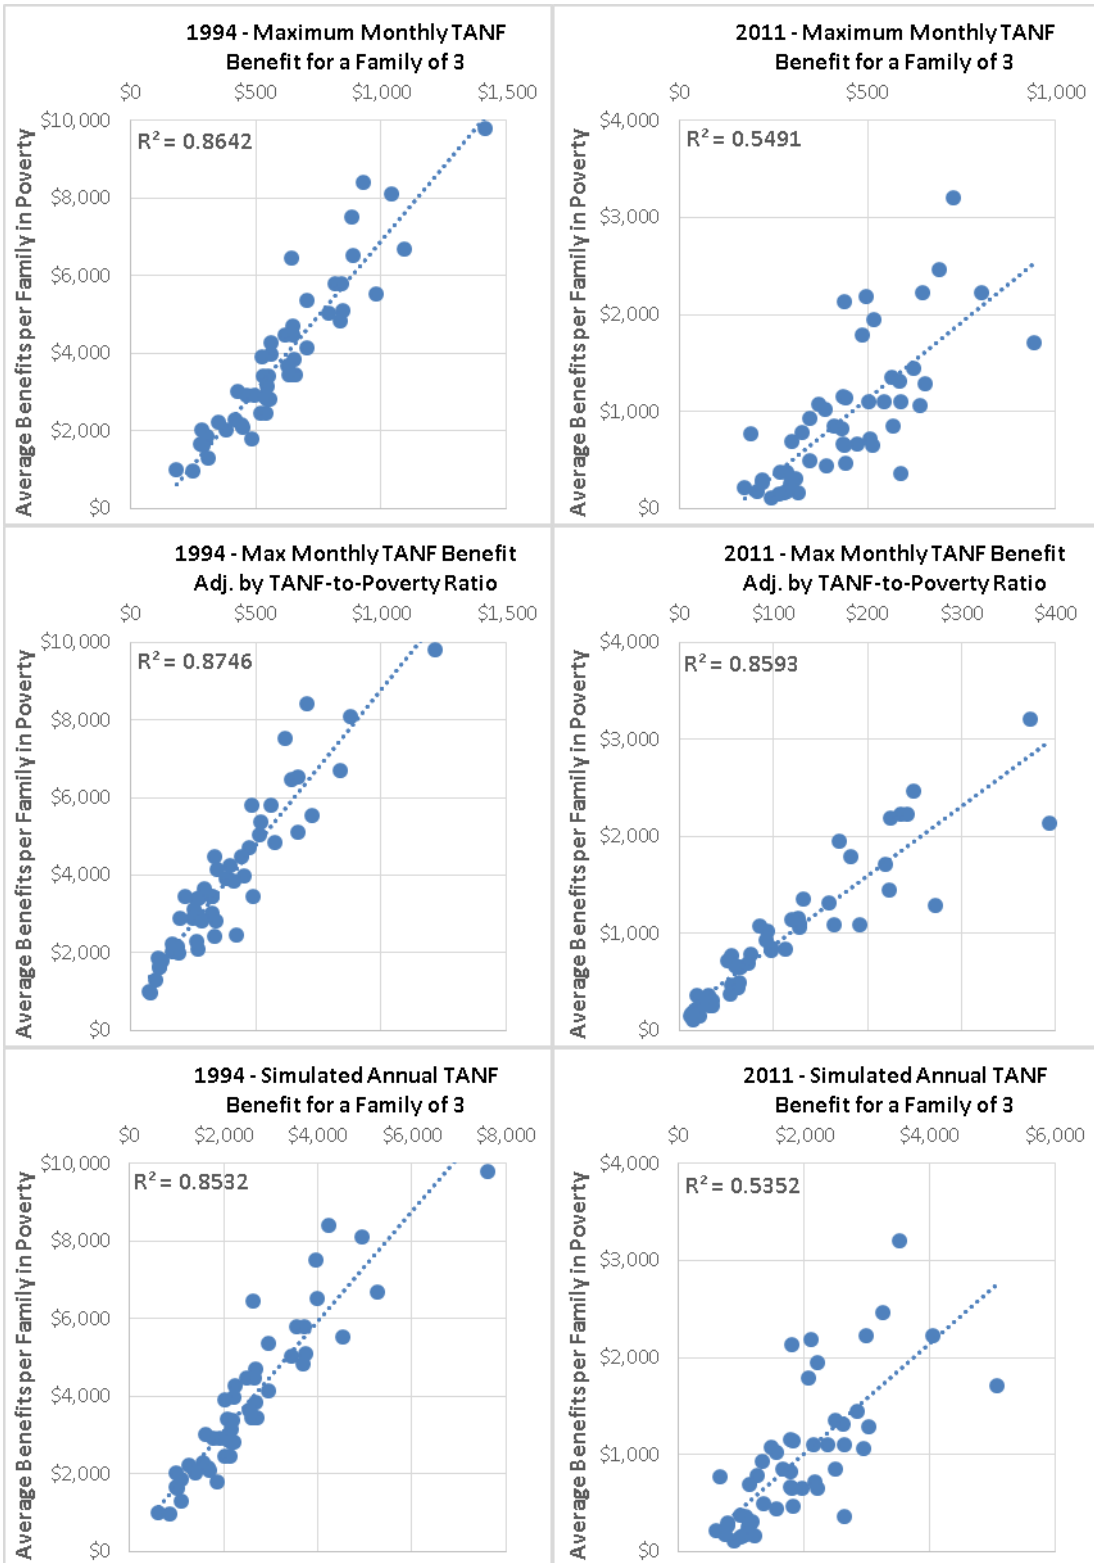 1994 - Maximum Monthly TANF
Benefit for a Family of 3
$0 $500 $1,000 $1,500
Average Benefits per Family in Poverty
$10,000
$8,000
$6,000
$4,000
$2,000
$0
R² = 0.8642
2011 - Maximum Monthly TANF
Benefit for a Family of 3
$0 $500 $1,000
Average Benefits per Family in Poverty
$4,000
$3,000
$2,000
$1,000
$0
R² = 0.5491
1994 - Max Monthly TANF Benefit
Adj. by TANF-to-Poverty Ratio
$0 $500 $1,000 $1,500
Average Benefits per Family in Poverty
$10,000
$8,000
$6,000
$4,000
$2,000
$0
R² = 0.8746
2011 - Max Monthly TANF Benefit
Adj. by TANF-to-Poverty Ratio
$0 $100 $200 $300 $400
Average Benefits per Family in Poverty
$4,000
$3,000
$2,000
$1,000
$0
R² = 0.8593
1994 - Simulated Annual TANF
Benefit for a Family of 3
$0 $2,000 $4,000 $6,000 $8,000
Average Benefits per Family in Poverty
$10,000
$8,000
$6,000
$4,000
$2,000
$0
R² = 0.8532
2011 - Simulated Annual TANF
Benefit for a Family of 3
$0 $2,000 $4,000 $6,000
Average Benefits per Family in Poverty
$4,000
$3,000
$2,000
$1,000
$0
R² = 0.5352